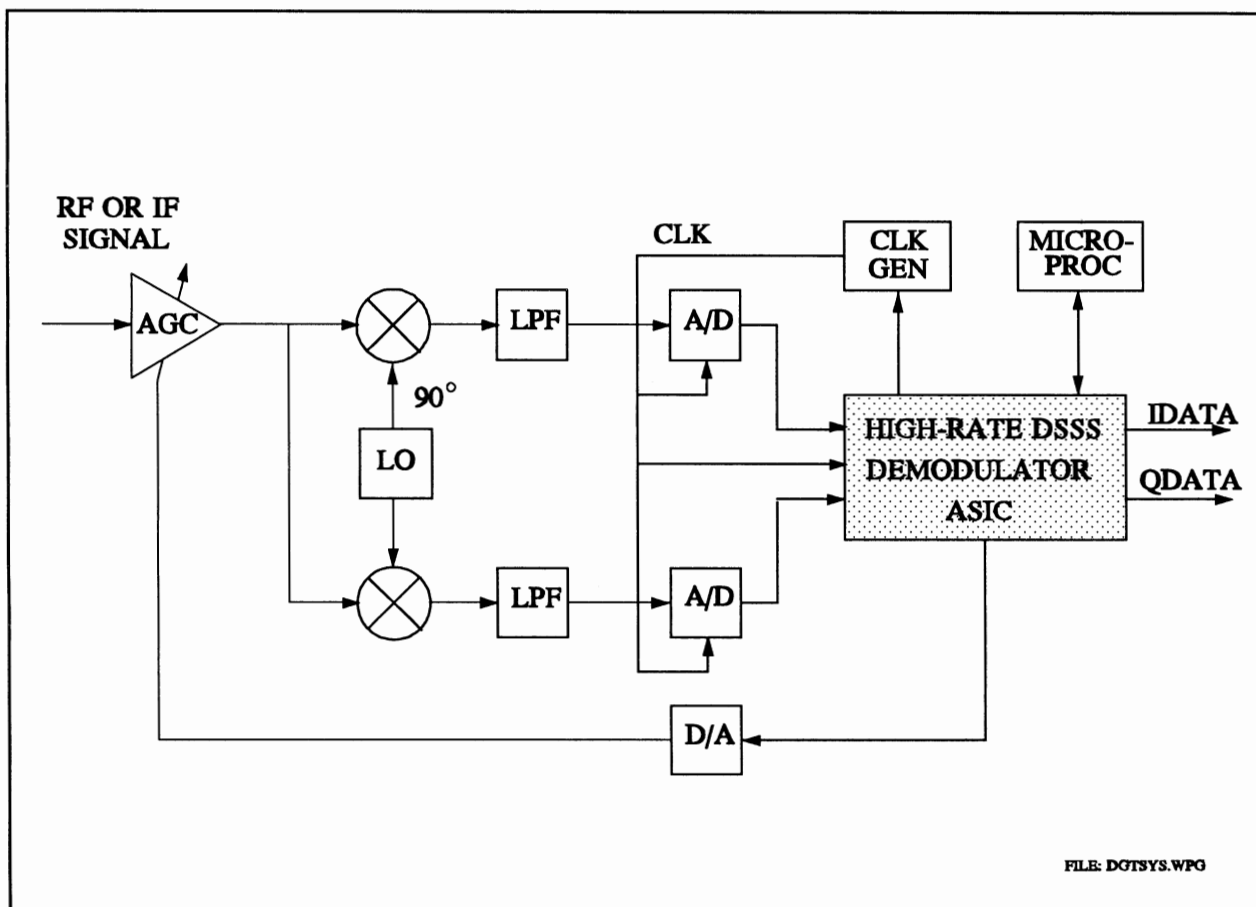 RF OR IF
SIGNAL
AGC
90°
LO
LPF
LPF
CLK
A/D
A/D
D/A
CLK
GEN
MICRO-
PROC
HIGH-RATE DSSS
DEMODULATOR
ASIC
IDATA
QDATA
FILE: DGTSYS.WPG